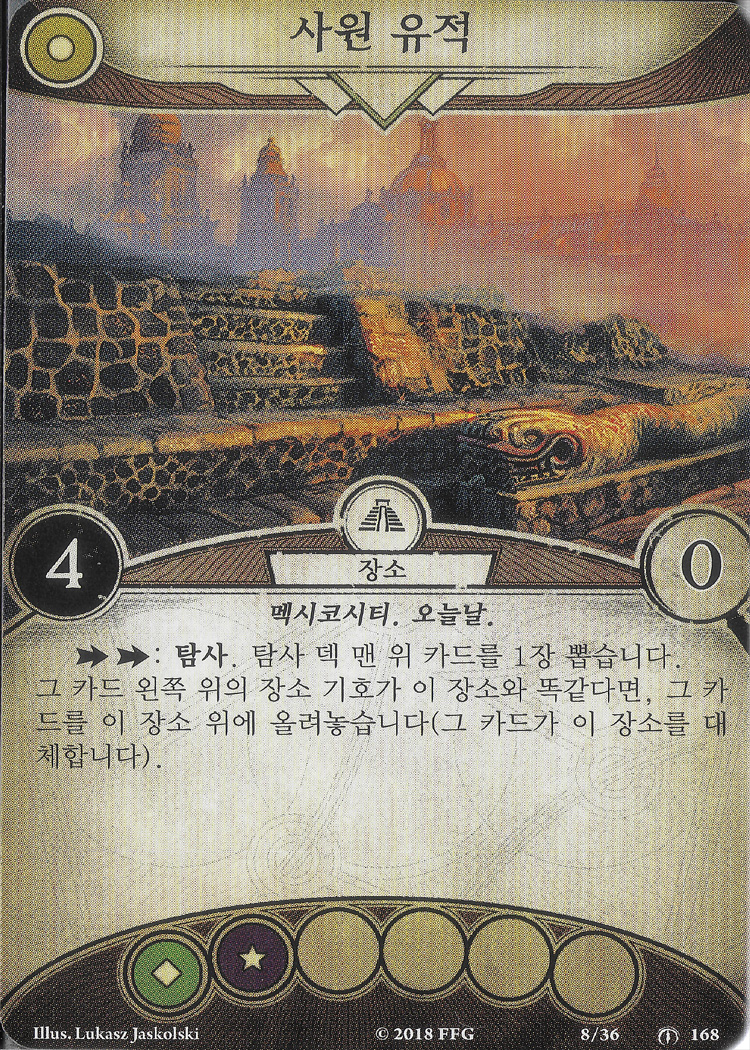 사원 유적
4
장소
0
멕시코시티. 오늘날.
: 탐사. 탐사 덱 맨 위 카드를 1장 뽑습니다.
그 카드 왼쪽 위의 장소 기호가 이 장소와 똑같다면, 그 카
드를 이 장소 위에 올려놓습니다(그 카드가 이 장소를 대
체합니다).
Illus. Lukasz Jaskolski
© 2018 FFG
8/36
168